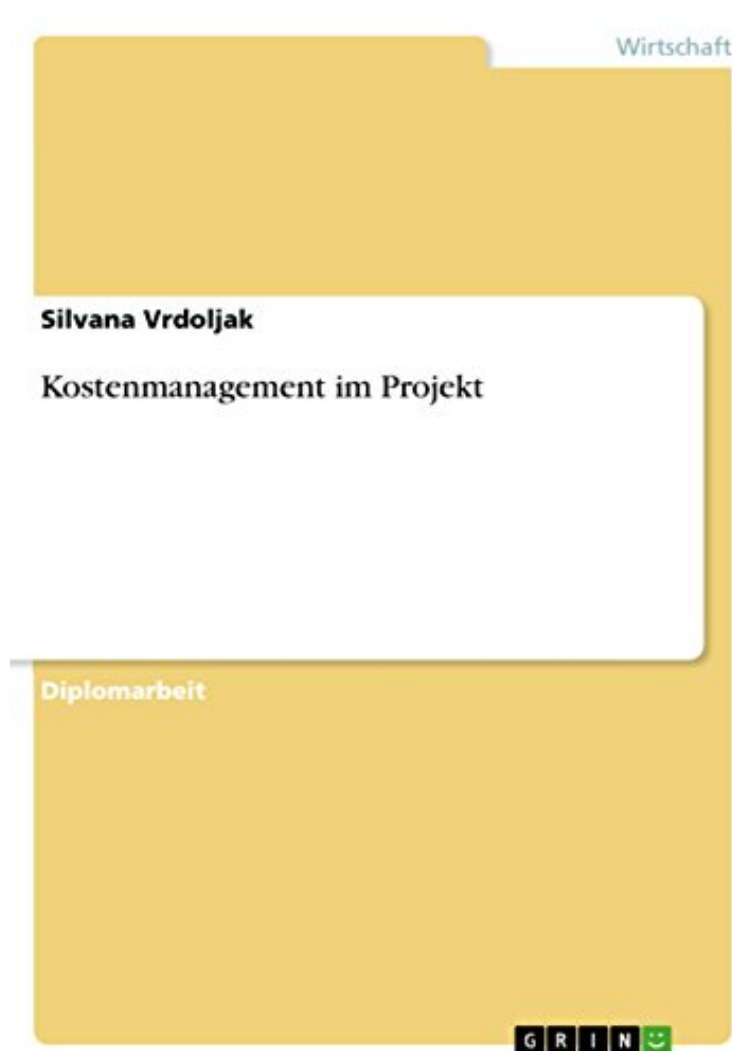 Wirtschaft
Silvana Vrdoljak
Kostenmanagement im Projekt
Diplomarbeit
GRIN